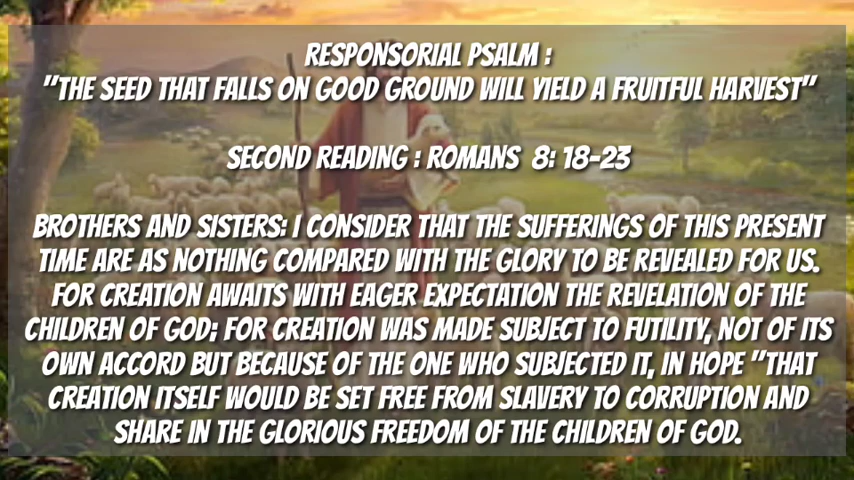 RESPONSORIAL PSALM :
"THE SEED THAT FALLS ON GOOD GROUND WILL YIELD A FRUITFUL HARVEST"
SECOND READING : ROMANS 8: 18-23
BROTHERS AND SISTERS: I CONSIDER THAT THE SUFFERINGS OF THIS PRESENT
TIME ARE AS NOTHING COMPARED WITH THE GLORY TO BE REVEALED FOR US.
FOR CREATION AWAITS WITH EAGER EXPECTATION THE REVELATION OF THE
CHILDREN OF GOD; FOR CREATION WAS MADE SUBJECT TO FUTILITY, NOT OF ITS
OWN ACCORD BUT BECAUSE OF THE ONE WHO SUBJECTED IT, IN HOPE "THAT
CREATION ITSELF WOULD BE SET FREE FROM SLAVERY TO CORRUPTION AND
SHARE IN THE GLORIOUS FREEDOM OF THE CHILDREN OF GOD.